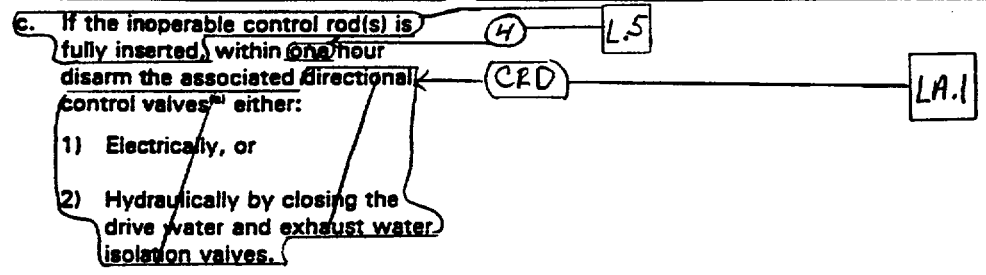 c. If the inoperable control rod(s) is
fully inserted, within one hour
4
L.5
disarm the associated directional
CRD
LA.1
control valves(a) either:
1) Electrically, or
2) Hydraulically by closing the
drive water and exhaust water
isolation valves.